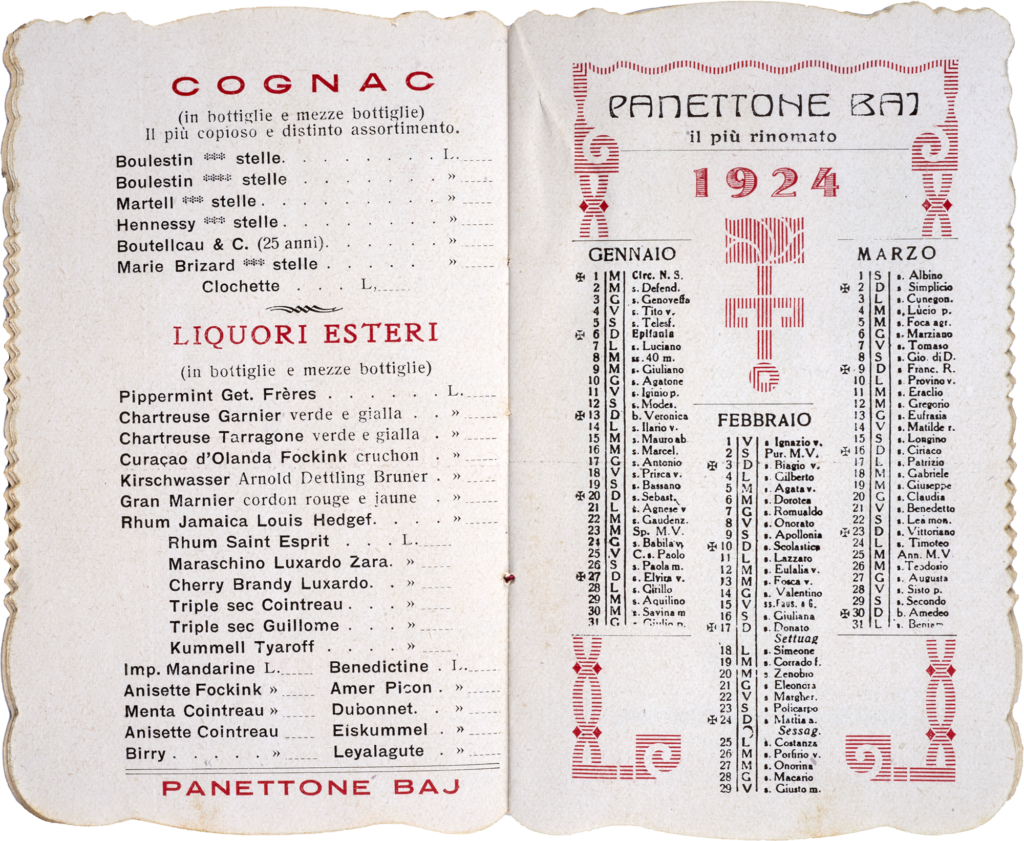 COGNAC
(in bottiglie e mezze bottiglie)
Il più copioso e distinto assortimento.
Boulestin *** stelle. . . . . . . . L.
Boulestin **** stelle . . . . . . . »
Martell *** stelle . . . . . . . . »
Hennessy *** stelle . . . . . . . »
Boutellcau & C. (25 anni). . . . . . »
Marie Brizard *** stelle . . . . . »
Clochette . . . L.
LIQUORI ESTERI
(in bottiglie e mezze bottiglie)
Pippermint Get. Frères . . . . . . L.
Chartreuse Garnier verde e gialla . . »
Chartreuse Tarragone verde e gialla . »
Curaçao d'Olanda Fockink cruchon . »
Kirschwasser Arnold Dettling Bruner . »
Gran Marnier cordon rouge e jaune . »
Rhum Jamaica Louis Hedgef. . . . . »
Rhum Saint Esprit . . . L.
Maraschino Luxardo Zara. »
Cherry Brandy Luxardo. . »
Triple sec Cointreau . . . »
Triple sec Guillome . . . »
Kummell Tyaroff . . . . »
Imp. Mandarine L. Benedictine . L.
Anisette Fockink » Amer Picon . »
Menta Cointreau » Dubonnet. . »
Anisette Cointreau Eiskummel . »
Birry . . . . . » Leyalagute . »
PANETTONE BAJ
PANETTONE BAJ
il più rinomato
1924
GENNAIO
✠ 1 M Circ. N. S.
2 M s. Defend.
3 G s. Genoveffa
4 V s. Tito v.
5 S s. Telesf.
✠ 6 D Epifania
7 L s. Luciano
8 M ss. 40 m.
9 M s. Giuliano
10 G s. Agatone
11 V s. Iginio p.
12 S s. Modes.
✠ 13 D b. Veronica
14 L s. Ilario v.
15 M s. Mauro ab.
16 M s. Marcel.
17 G s. Antonio
18 V s. Prisca v.
19 S s. Bassano
✠ 20 D s. Sebast.
21 L s. Agnese v
22 M s. Gaudenz.
23 M Sp. M.V.
24 G s. Babila v.
25 V C. s. Paolo
26 S s. Paola m.
✠ 27 D s. Elvira v.
28 L s. Cirillo
29 M s. Aquilino
30 M s. Savina m
31 G s. Giulio p.
FEBBRAIO
1 V s Ignazio v.
2 S Pur. M.V.
✠ 3 D s. Biagio v.
4 L s. Gilberto
5 M s. Agata v.
6 M s. Dorotea
7 G s. Romualdo
8 V s. Onorato
9 S s. Apollonia
✠ 10 D s. Scolastica
11 L s. Lazzaro
12 M s. Eulalia v.
13 M s. Fosca v.
14 G s. Valentino
15 V ss. Faus. e G.
16 S s. Giuliana
✠ 17 D s. Donato
Settuag
18 L s. Simeone
19 M s. Corrado f.
20 M s Zenobio
21 G s. Eleonora
22 V s Margher.
23 S s. Policarpo
✠ 24 D s. Mattia a.
Sessag.
25 L s. Costanza
26 M s. Porfirio v.
27 M s. Onorina
28 G s. Macario
29 V s. Giusto m.
MARZO
1 S s. Albino
✠ 2 D s Simplicio
3 L s. Cunegon.
4 M s. Lucio p.
5 M s. Foca agr.
6 G s. Marziano
7 V s. Tomaso
8 S s. Gio. di D.
✠ 9 D s. Franc. R.
10 L s. Provino v.
11 M s. Eraclio
12 M s. Gregorio
13 G s. Eufrasia
14 V s. Matilde r.
15 S s. Longino
✠ 16 D s. Ciriaco
17 L s. Patrizio
18 M s. Gabriele
19 M s. Giuseppe
20 G s. Claudia
21 V s. Benedetto
22 S s. Lea mon.
✠ 23 D s. Vittoriano
24 L s. Timoteo
25 M Ann. M.V
26 M s. Teodosio
27 G s. Augusta
28 V s. Sisto p.
29 S s. Secondo
✠ 30 D b. Amedeo
31 L s. Beniam